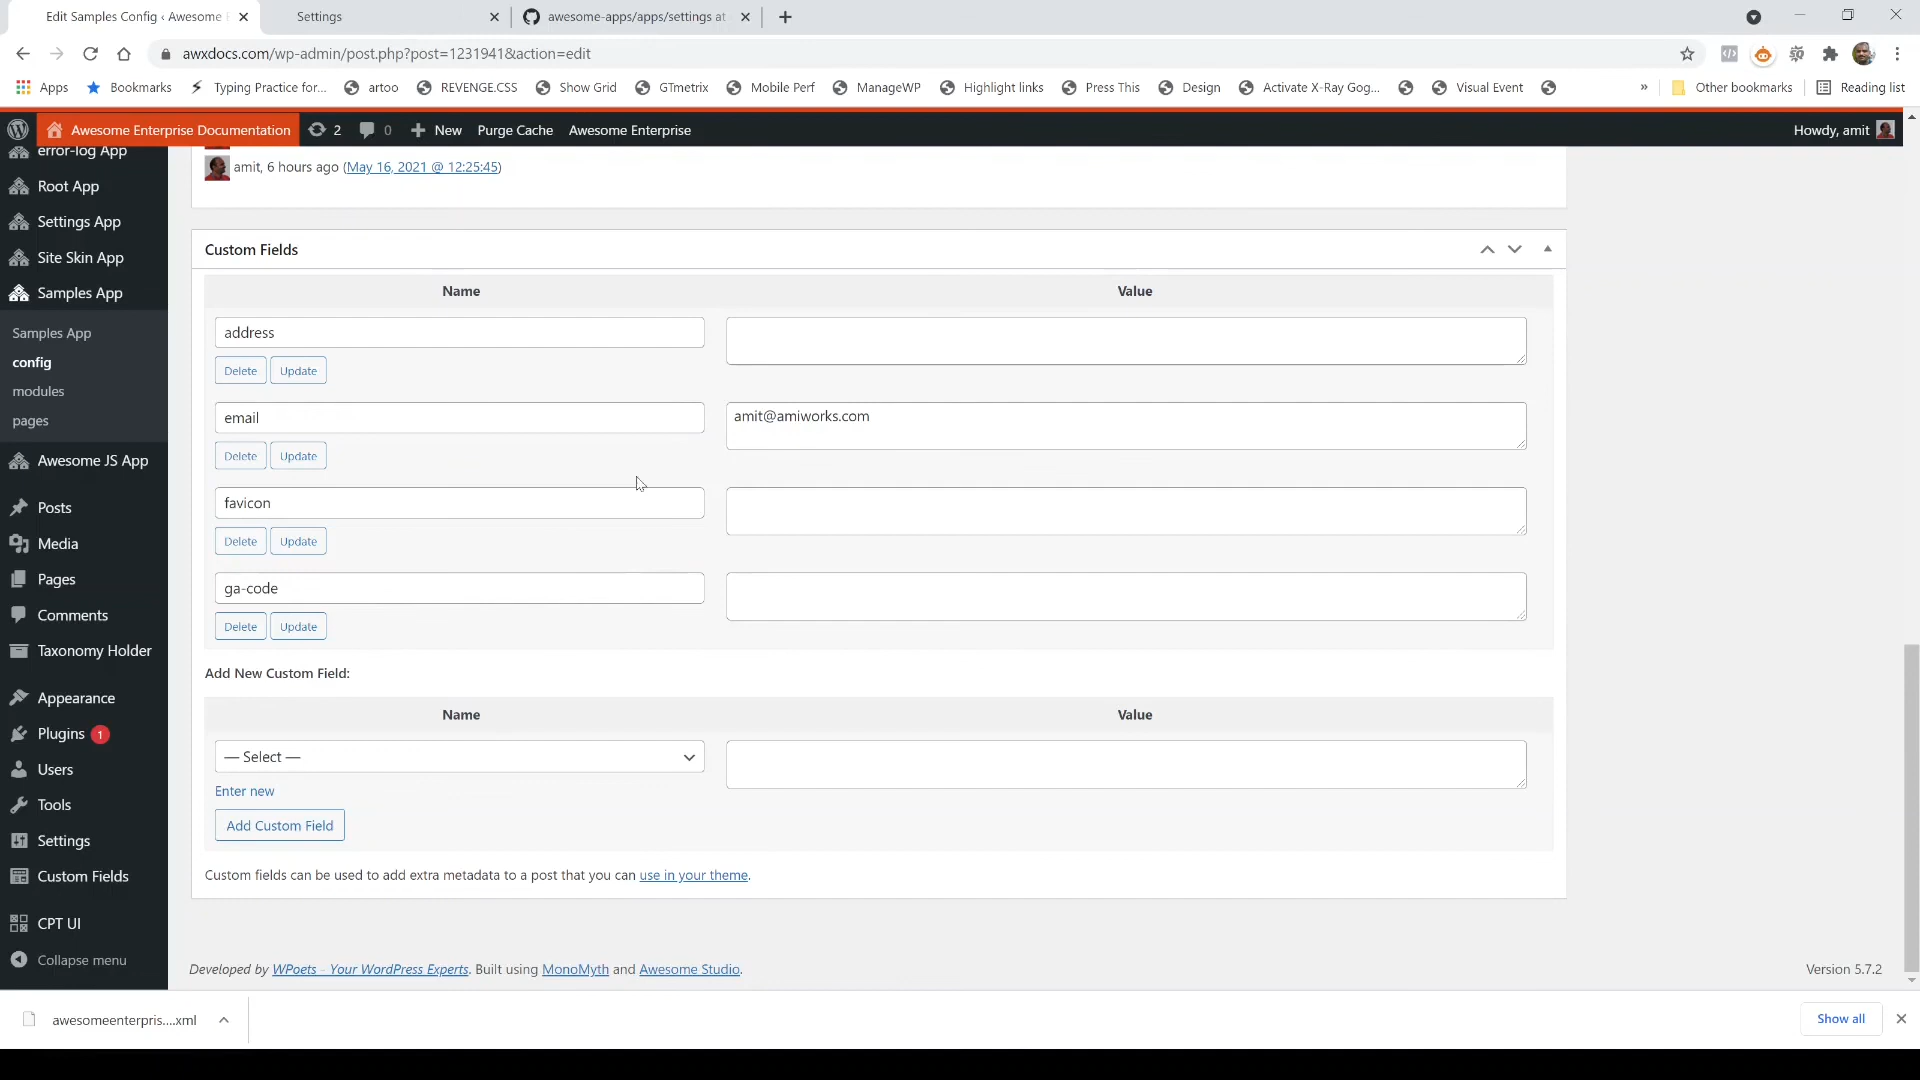 Edit Samples Config ‹ Awesome E
Settings
awesome-apps/apps/settings at
awxdocs.com/wp-admin/post.php?post=1231941&action=edit
Apps
Bookmarks
Typing Practice for...
artoo
REVENGE.CSS
Show Grid
GTmetrix
Mobile Perf
ManageWP
Highlight links
Press This
Design
Activate X-Ray Gog...
Visual Event
»
Other bookmarks
Reading list
Awesome Enterprise Documentation
2
0
New
Purge Cache
Awesome Enterprise
Howdy, amit
error-log App
Root App
Settings App
Site Skin App
Samples App
Samples App
config
modules
pages
Awesome JS App
Posts
Media
Pages
Comments
Taxonomy Holder
Appearance
Plugins 1
Users
Tools
Settings
Custom Fields
CPT UI
Collapse menu
amit, 6 hours ago (May 16, 2021 @ 12:25:45)
Custom Fields
Name Value
address
Delete Update
email amit@amiworks.com
Delete Update
favicon
Delete Update
ga-code
Delete Update
Add New Custom Field:
Name Value
— Select —
Enter new
Add Custom Field
Custom fields can be used to add extra metadata to a post that you can use in your theme.
Developed by WPoets - Your WordPress Experts. Built using MonoMyth and Awesome Studio.
Version 5.7.2
awesomeenterpris....xml
Show all